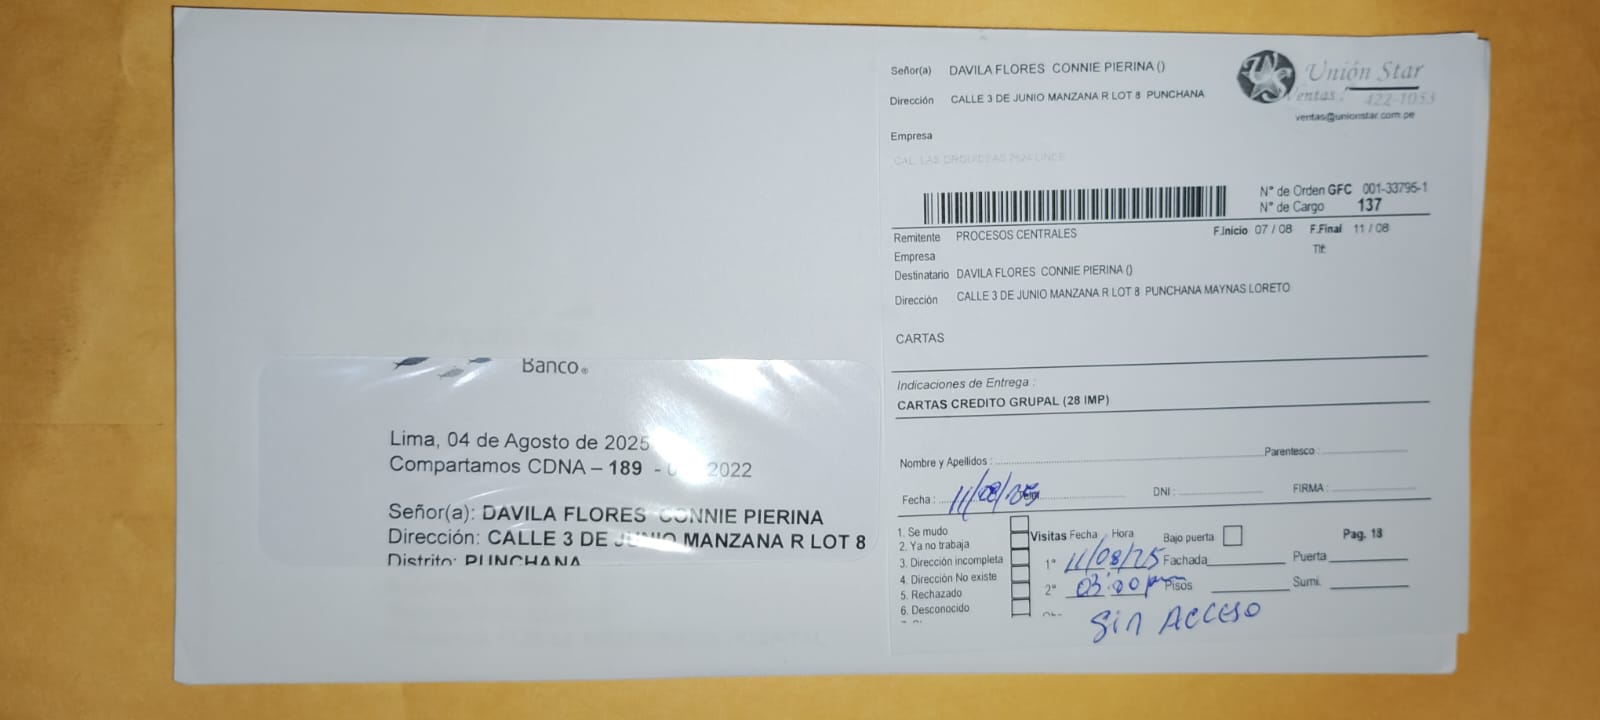 Banco®
Lima, 04 de Agosto de 2025
Compartamos CDNA – 189 - 2022
Señor(a): DAVILA FLORES CONNIE PIERINA
Dirección: CALLE 3 DE JUNIO MANZANA R LOT 8
Distrito: PUNCHANA
Señor(a) DAVILA FLORES CONNIE PIERINA ()
Dirección CALLE 3 DE JUNIO MANZANA R LOT 8 PUNCHANA
Unión Star
Ventas: 422-1053
ventas@unionstar.com.pe
Empresa
N° de Orden GFC 001-33796-1
N° de Cargo 137
Remitente PROCESOS CENTRALES F.Inicio 07 / 08 F.Final 11 / 08
Empresa Tlf:
Destinatario DAVILA FLORES CONNIE PIERINA ()
Dirección CALLE 3 DE JUNIO MANZANA R LOT 8 PUNCHANA MAYNAS LORETO
CARTAS
Indicaciones de Entrega :
CARTAS CREDITO GRUPAL (28 IMP)
Nombre y Apellidos : Parentesco :
Fecha : 11/08/25 DNI : FIRMA :
1. Se mudo
2. Ya no trabaja
3. Dirección incompleta
4. Dirección No existe
5. Rechazado
6. Desconocido
Visitas Fecha Hora Bajo puerta Pag. 18
1° 11/08/25 Fachada Puerta
2° 03:00 pm Pisos Sumi.
Sin Acceso